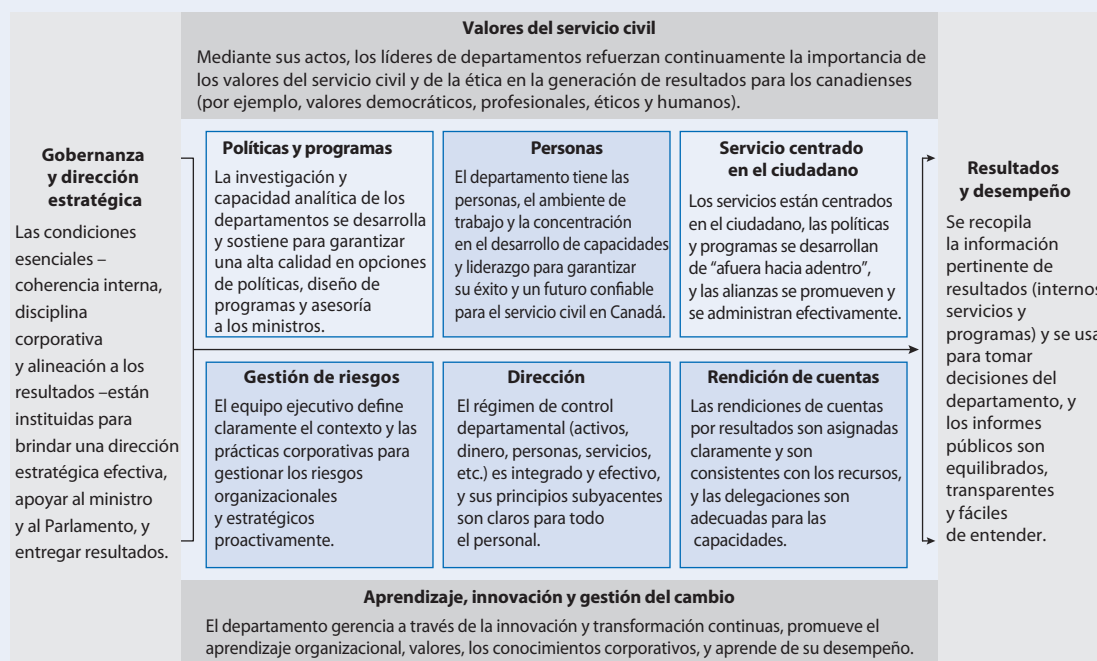 Valores del servicio civil
Mediante sus actos, los líderes de departamentos refuerzan continuamente la importancia de
los valores del servicio civil y de la ética en la generación de resultados para los canadienses
(por ejemplo, valores democráticos, profesionales, éticos y humanos).
Gobernanza
y dirección
estratégica
Las condiciones
esenciales –
coherencia interna,
disciplina
corporativa
y alineación a los
resultados –están
instituidas para
brindar una dirección
estratégica efectiva,
apoyar al ministro
y al Parlamento, y
entregar resultados.
Políticas y programas
La investigación y
capacidad analítica de los
departamentos se desarrolla
y sostiene para garantizar
una alta calidad en opciones
de políticas, diseño de
programas y asesoría
a los ministros.
Personas
El departamento tiene las
personas, el ambiente de
trabajo y la concentración
en el desarrollo de capacidades
y liderazgo para garantizar
su éxito y un futuro confiable
para el servicio civil en Canadá.
Servicio centrado
en el ciudadano
Los servicios están centrados
en el ciudadano, las políticas
y programas se desarrollan
de “afuera hacia adentro”,
y las alianzas se promueven y
se administran efectivamente.
Gestión de riesgos
El equipo ejecutivo define
claramente el contexto y las
prácticas corporativas para
gestionar los riesgos
organizacionales
y estratégicos
proactivamente.
Dirección
El régimen de control
departamental (activos,
dinero, personas, servicios,
etc.) es integrado y efectivo,
y sus principios subyacentes
son claros para todo
el personal.
Rendición de cuentas
Las rendiciones de cuentas
por resultados son asignadas
claramente y son
consistentes con los recursos,
y las delegaciones son
adecuadas para las
capacidades.
Resultados
y desempeño
Se recopila
la información
pertinente de
resultados (internos
servicios y
programas) y se usa
para tomar
decisiones del
departamento, y
los informes
públicos son
equilibrados,
transparentes
y fáciles
de entender.
Aprendizaje, innovación y gestión del cambio
El departamento gerencia a través de la innovación y transformación continuas, promueve el
aprendizaje organizacional, valores, los conocimientos corporativos, y aprende de su desempeño.